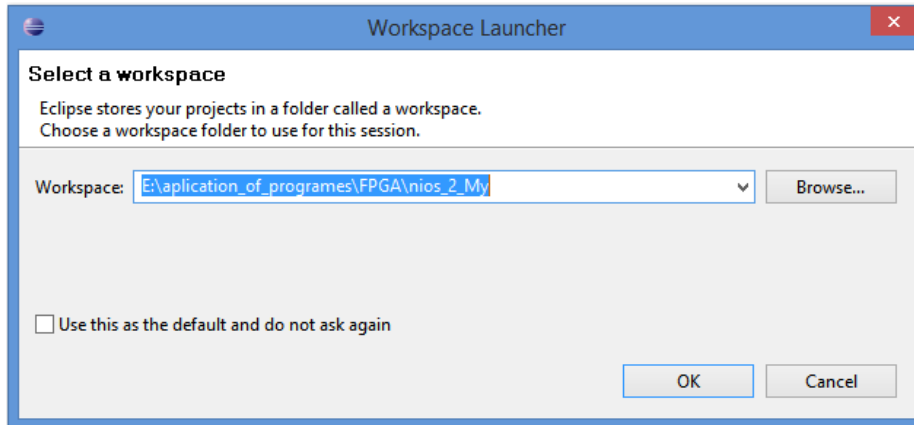 Workspace Launcher
Select a workspace
Eclipse stores your projects in a folder called a workspace.
Choose a workspace folder to use for this session.
Workspace: E:\aplication_of_programes\FPGA\nios_2_My Browse...
Use this as the default and do not ask again
OK Cancel